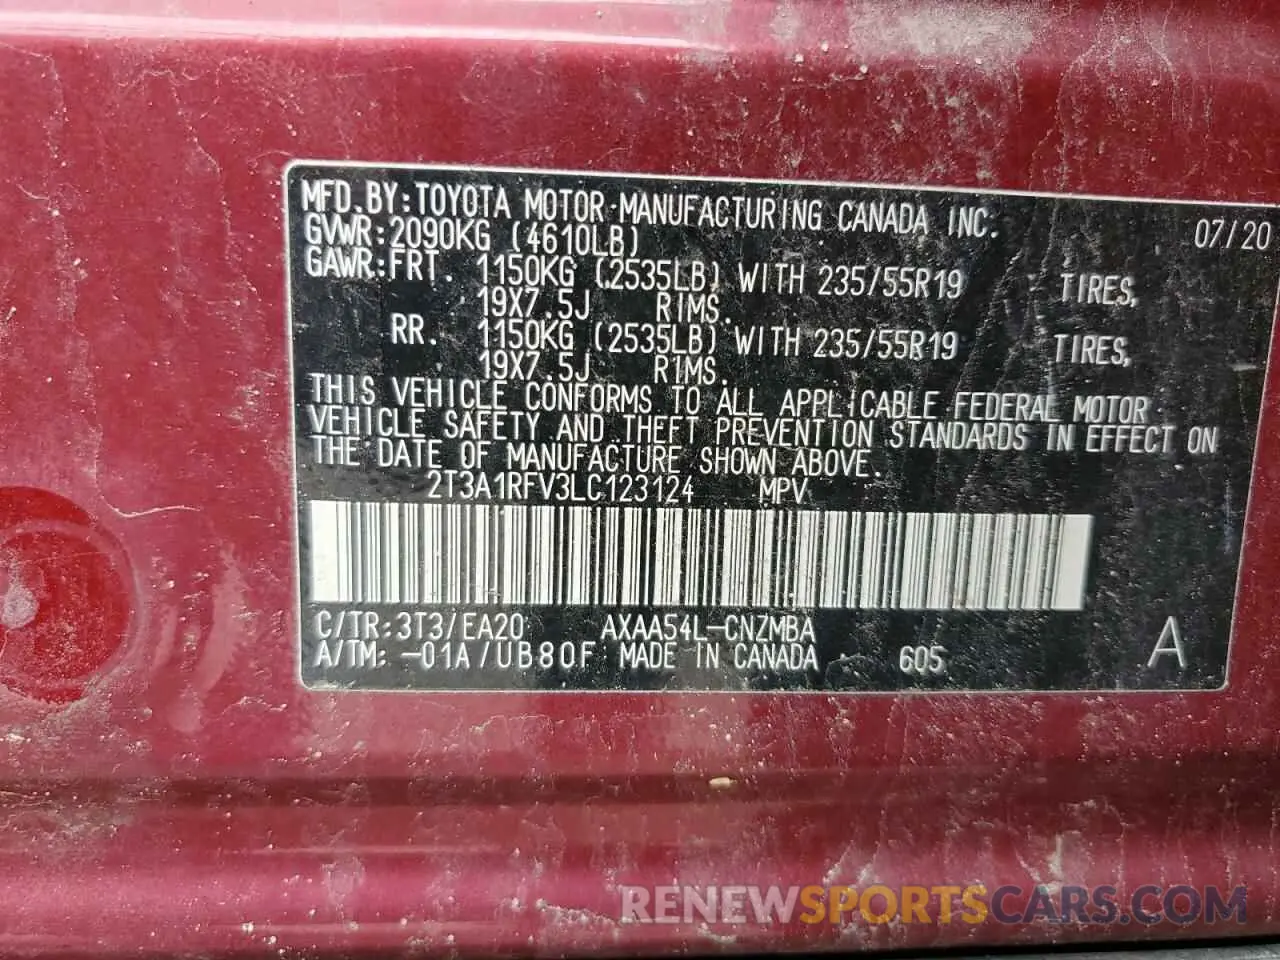 MFD. BY: TOYOTA MOTOR MANUFACTURING CANADA INC. 07/20
GVWR: 2090KG (4610LB)
GAWR: FRT. 1150KG (2535LB) WITH 235/55R19 TIRES,
19X7.5J RIMS.
RR. 1150KG (2535LB) WITH 235/55R19 TIRES,
19X7.5J RIMS.
THIS VEHICLE CONFORMS TO ALL APPLICABLE FEDERAL MOTOR
VEHICLE SAFETY AND THEFT PREVENTION STANDARDS IN EFFECT ON
THE DATE OF MANUFACTURE SHOWN ABOVE.
2T3A1RFV3LC123124 MPV
C/TR: 3T3/EA20 AXAA54L-CNZMBA A
A/TM: -01A/UB80F MADE IN CANADA 605
RENEWSPORTSCARS.COM